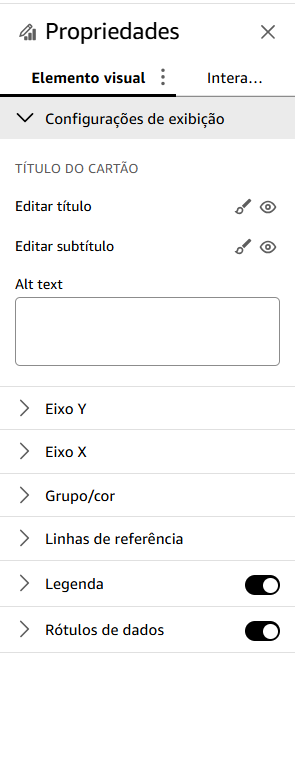 Propriedades
Elemento visual
Intera...
Configurações de exibição
TÍTULO DO CARTÃO
Editar título
Editar subtítulo
Alt text
Eixo Y
Eixo X
Grupo/cor
Linhas de referência
Legenda
Rótulos de dados